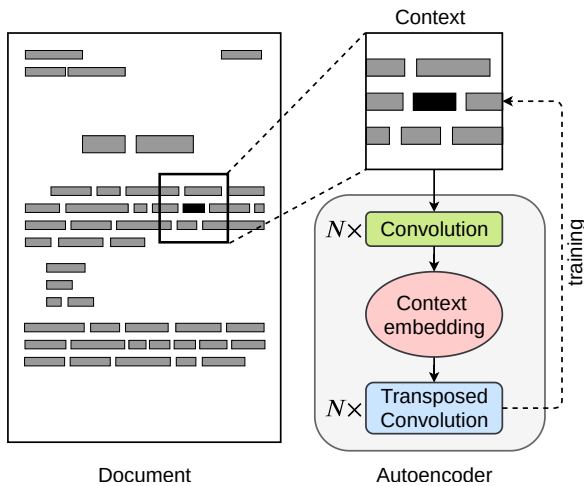 Context
N× Convolution
Context
embedding
training
N× Transposed
Convolution
Document
Autoencoder